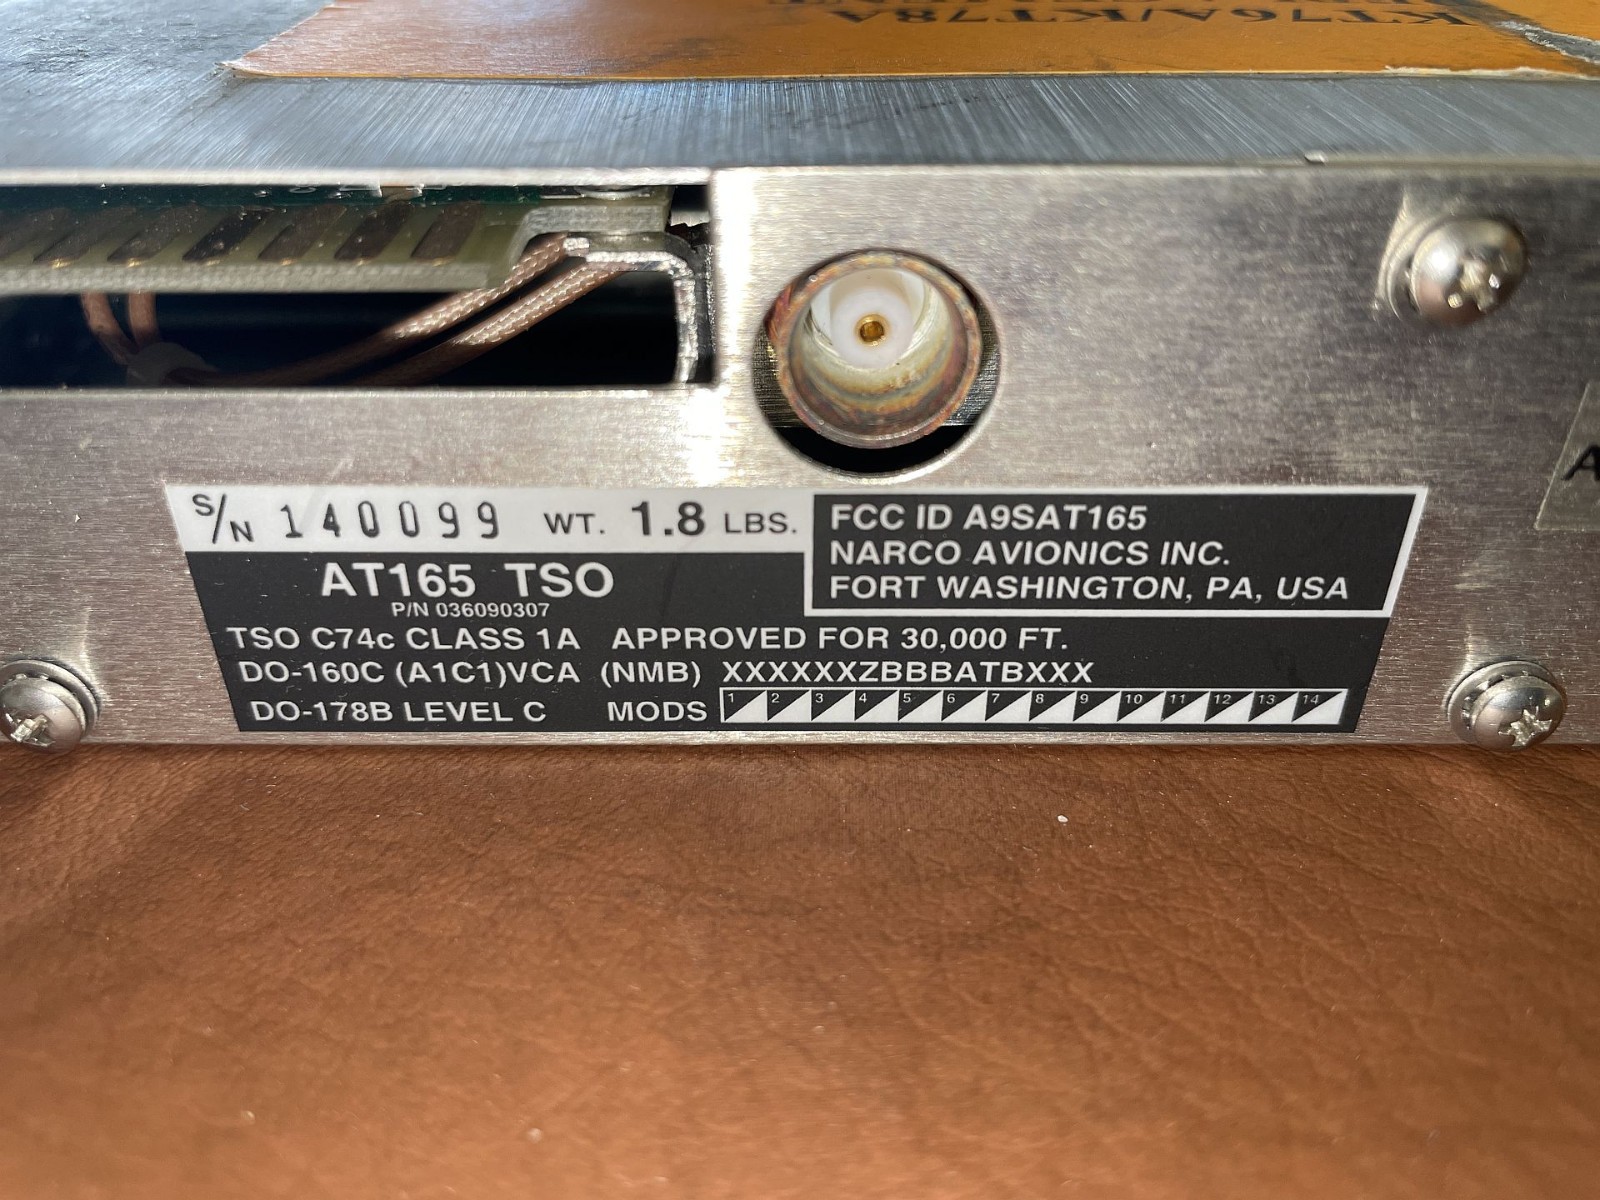 KT76A/KT78A
S/N 140099 WT. 1.8 LBS.
FCC ID A9SAT165
NARCO AVIONICS INC.
FORT WASHINGTON, PA, USA
AT165 TSO
P/N 036090307
TSO C74c CLASS 1A APPROVED FOR 30,000 FT.
DO-160C (A1C1)VCA (NMB) XXXXXXZBBBATBXXX
DO-178B LEVEL C MODS 1 2 3 4 5 6 7 8 9 10 11 12 13 14
A